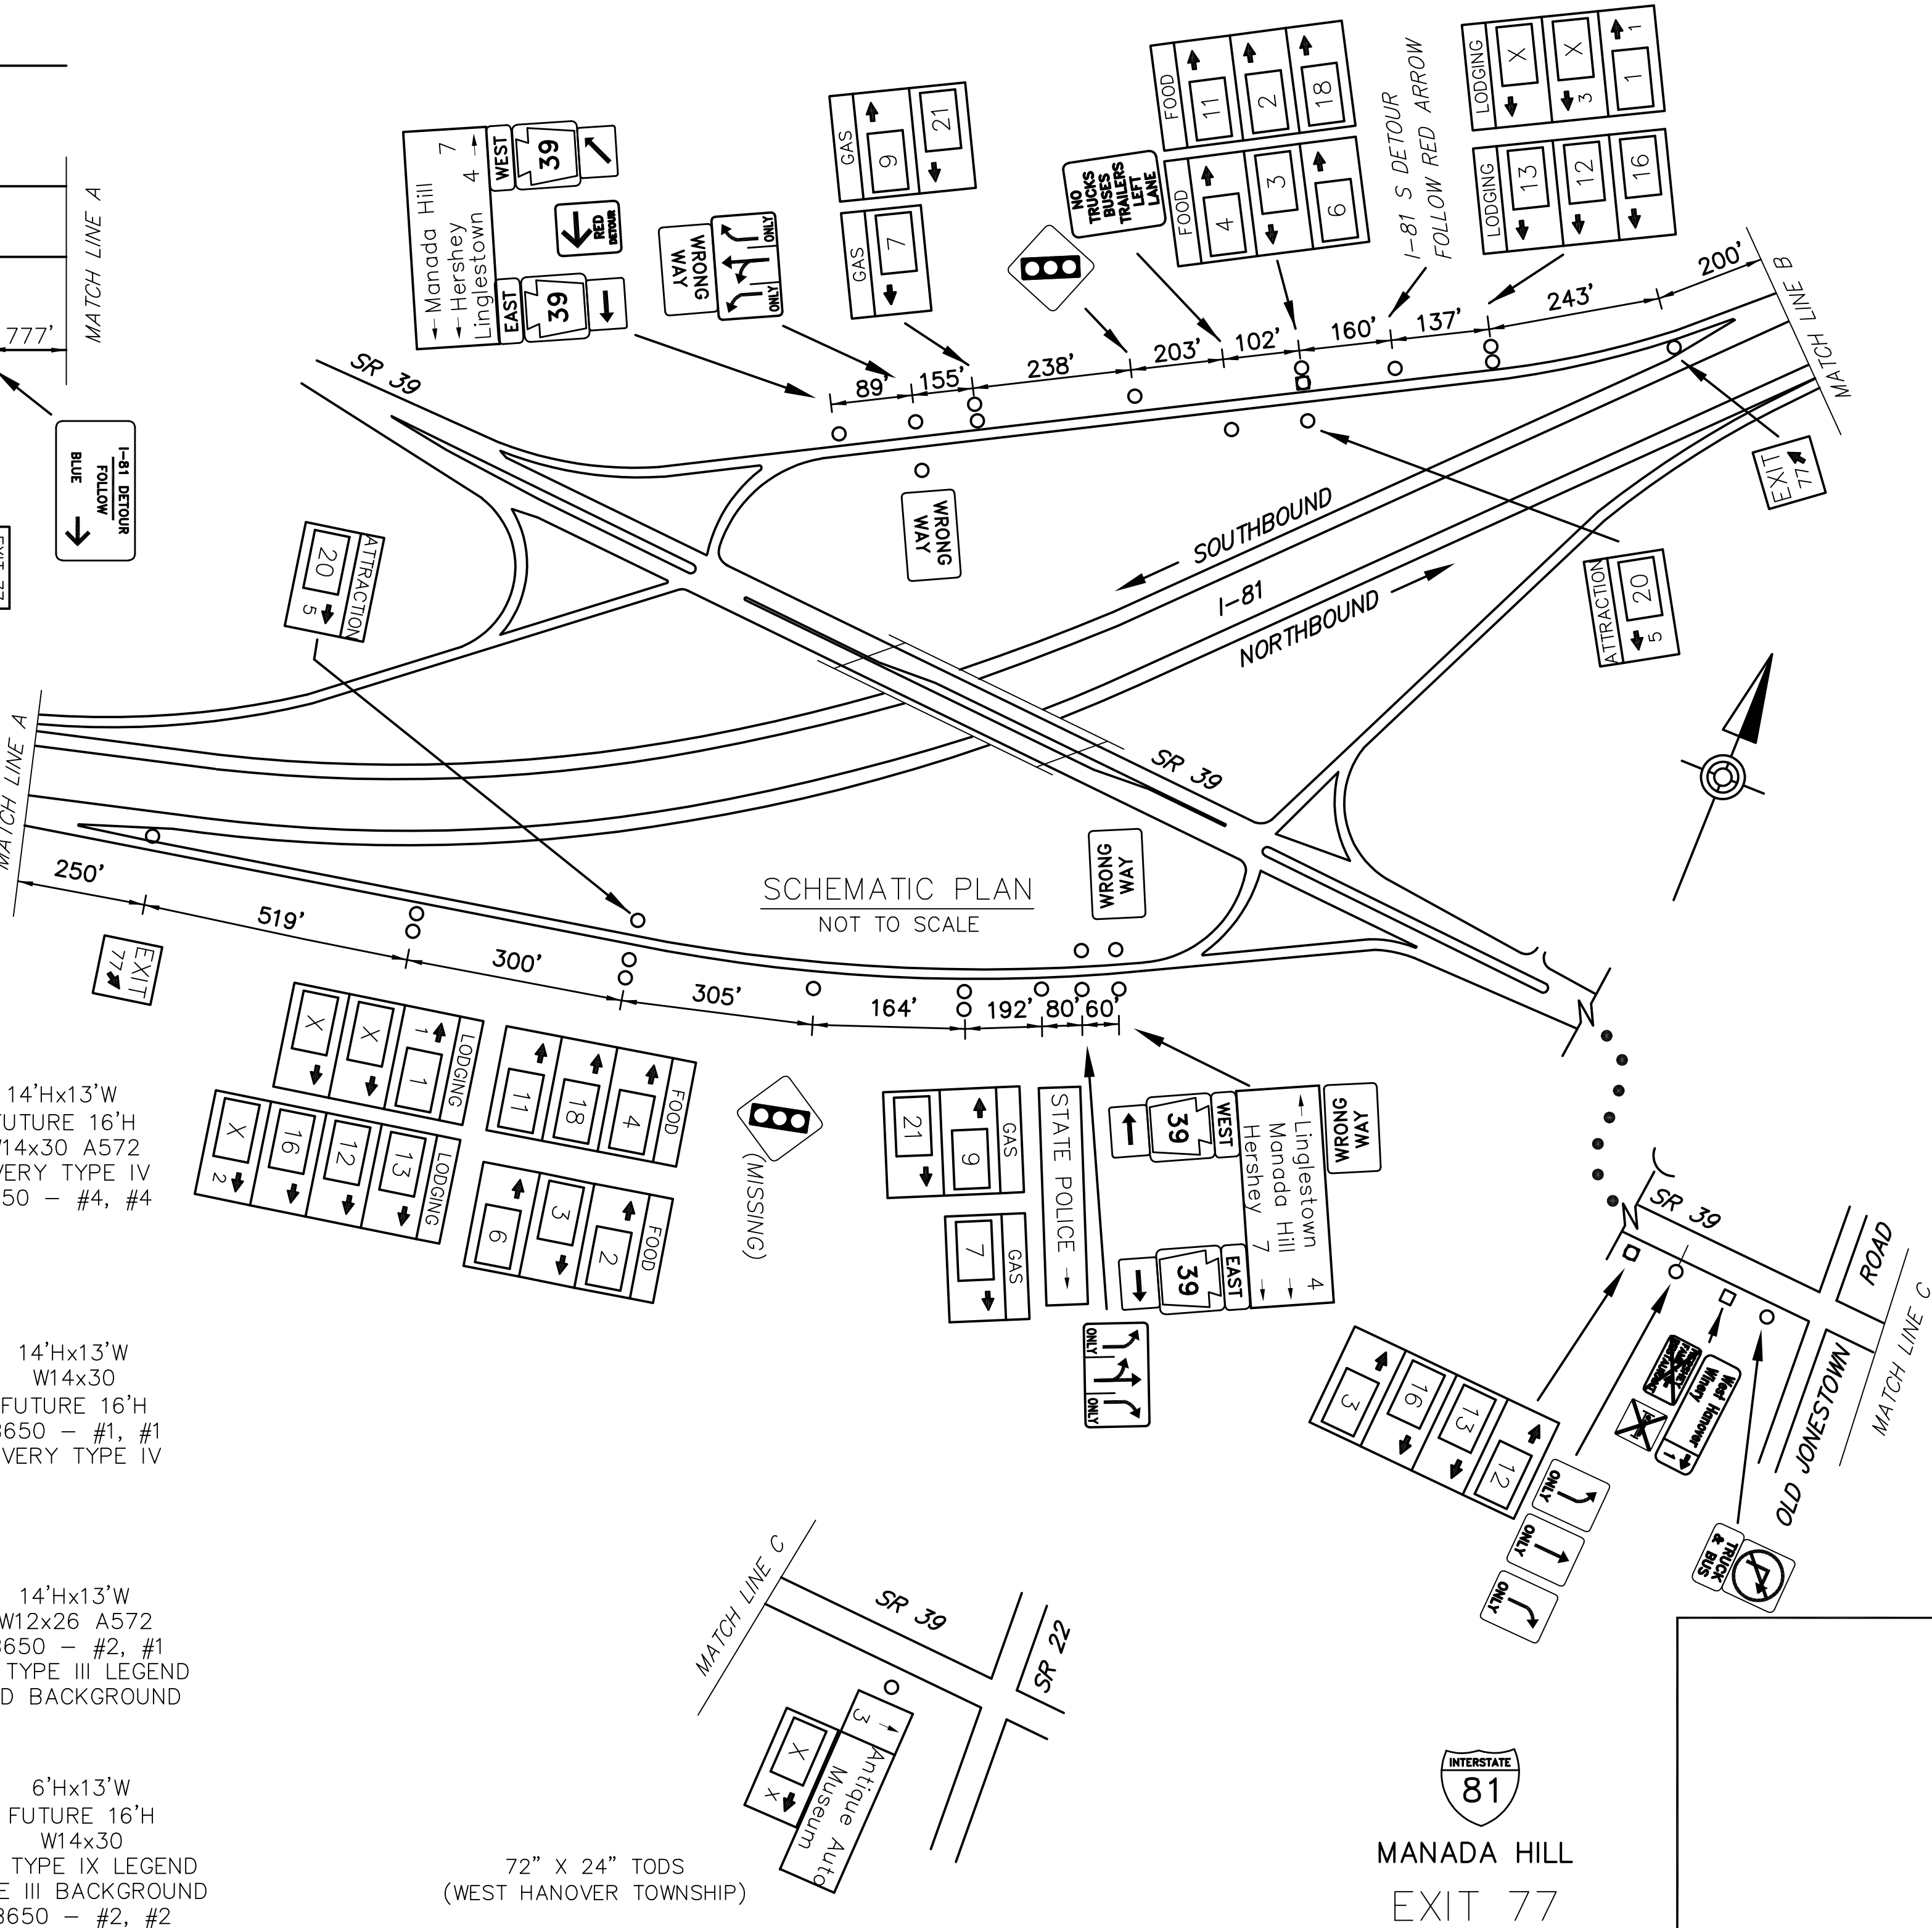 MATCH LINE A
777'
I-81 DETOUR
FOLLOW
BLUE
EXIT 77
Manada Hill 7
Hershey
Linglestown 4
WEST
39
RED
DETOUR
EAST
39
WRONG
WAY
ONLY
ONLY
GAS
9
21
GAS
7
NO
TRUCKS
BUSES
TRAILERS
LEFT
LANE
FOOD
11
2
18
FOOD
4
3
6
I-81 S DETOUR
FOLLOW RED ARROW
LODGING
X
X
3
1
1
LODGING
13
12
16
89'
155'
238'
203'
102'
160'
137'
243'
200'
MATCH LINE B
SR 39
WRONG
WAY
EXIT
77
SOUTHBOUND
I-81
NORTHBOUND
ATTRACTION
20
5
ATTRACTION
20
5
MATCH LINE A
SR 39
SCHEMATIC PLAN
NOT TO SCALE
WRONG
WAY
250'
519'
300'
305'
164'
192'
80'
60'
EXIT
77
LODGING
1
1
X
X
LODGING
13
12
16
X
2
FOOD
4
18
11
FOOD
2
3
6
(MISSING)
GAS
9
21
GAS
7
STATE POLICE
WEST
39
EAST
39
Linglestown 4
Manada Hill
Hershey 7
WRONG
WAY
ONLY
ONLY
14'Hx13'W
FUTURE 16'H
W14x30 A572
VERY TYPE IV
50 - #4, #4
14'Hx13'W
W14x30
FUTURE 16'H
3650 - #1, #1
VERY TYPE IV
14'Hx13'W
W12x26 A572
3650 - #2, #1
TYPE III LEGEND
D BACKGROUND
6'Hx13'W
FUTURE 16'H
W14x30
TYPE IX LEGEND
E III BACKGROUND
3650 - #2, #2
SR 39
ROAD
OLD JONESTOWN
MATCH LINE C
12
13
16
3
ONLY
ONLY
ONLY
West Hanover
Winery
1
TRUCK
& BUS
MATCH LINE C
SR 39
SR 22
3
Antique Auto
Museum
X
X
72" X 24" TODS
(WEST HANOVER TOWNSHIP)
INTERSTATE
81
MANADA HILL
EXIT 77